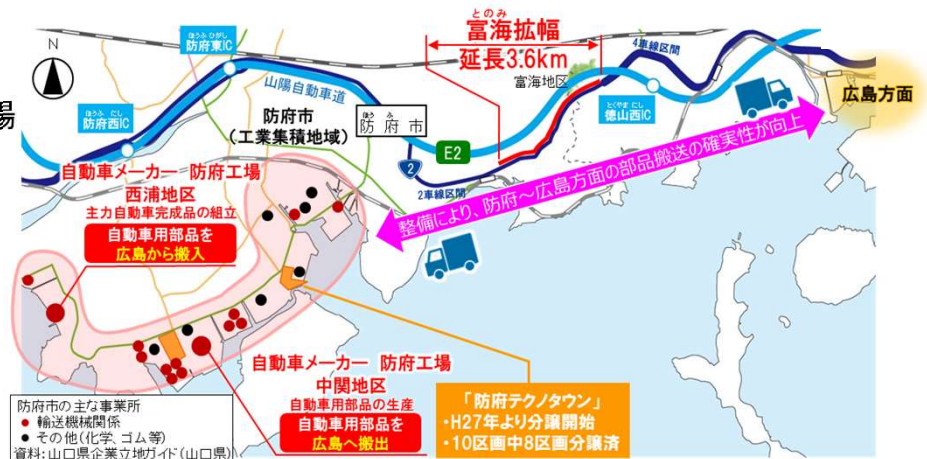 とのみ
富海拡幅
延長3.6km
N
ほうふ ひがし
防府東IC
4車線区間
富海地区
山陽自動車道
場
ほうふ にし
防府西IC
とくやま にし
徳山西IC
広島方面
防府市
(工業集積地域)
ほう ふ
防 府 市
E2
2
2車線区間
整備により、防府～広島方面の部品搬送の確実性が向上
自動車メーカー 防府工場
西浦地区
主力自動車完成品の組立
自動車用部品を
広島から搬入
自動車メーカー 防府工場
中関地区
自動車用部品の生産
自動車用部品を
広島へ搬出
「防府テクノタウン」
・H27年より分譲開始
・10区画中8区画分譲済
防府市の主な事業所
● 輸送機械関係
● その他(化学、ゴム等)
資料:山口県企業立地ガイド(山口県)